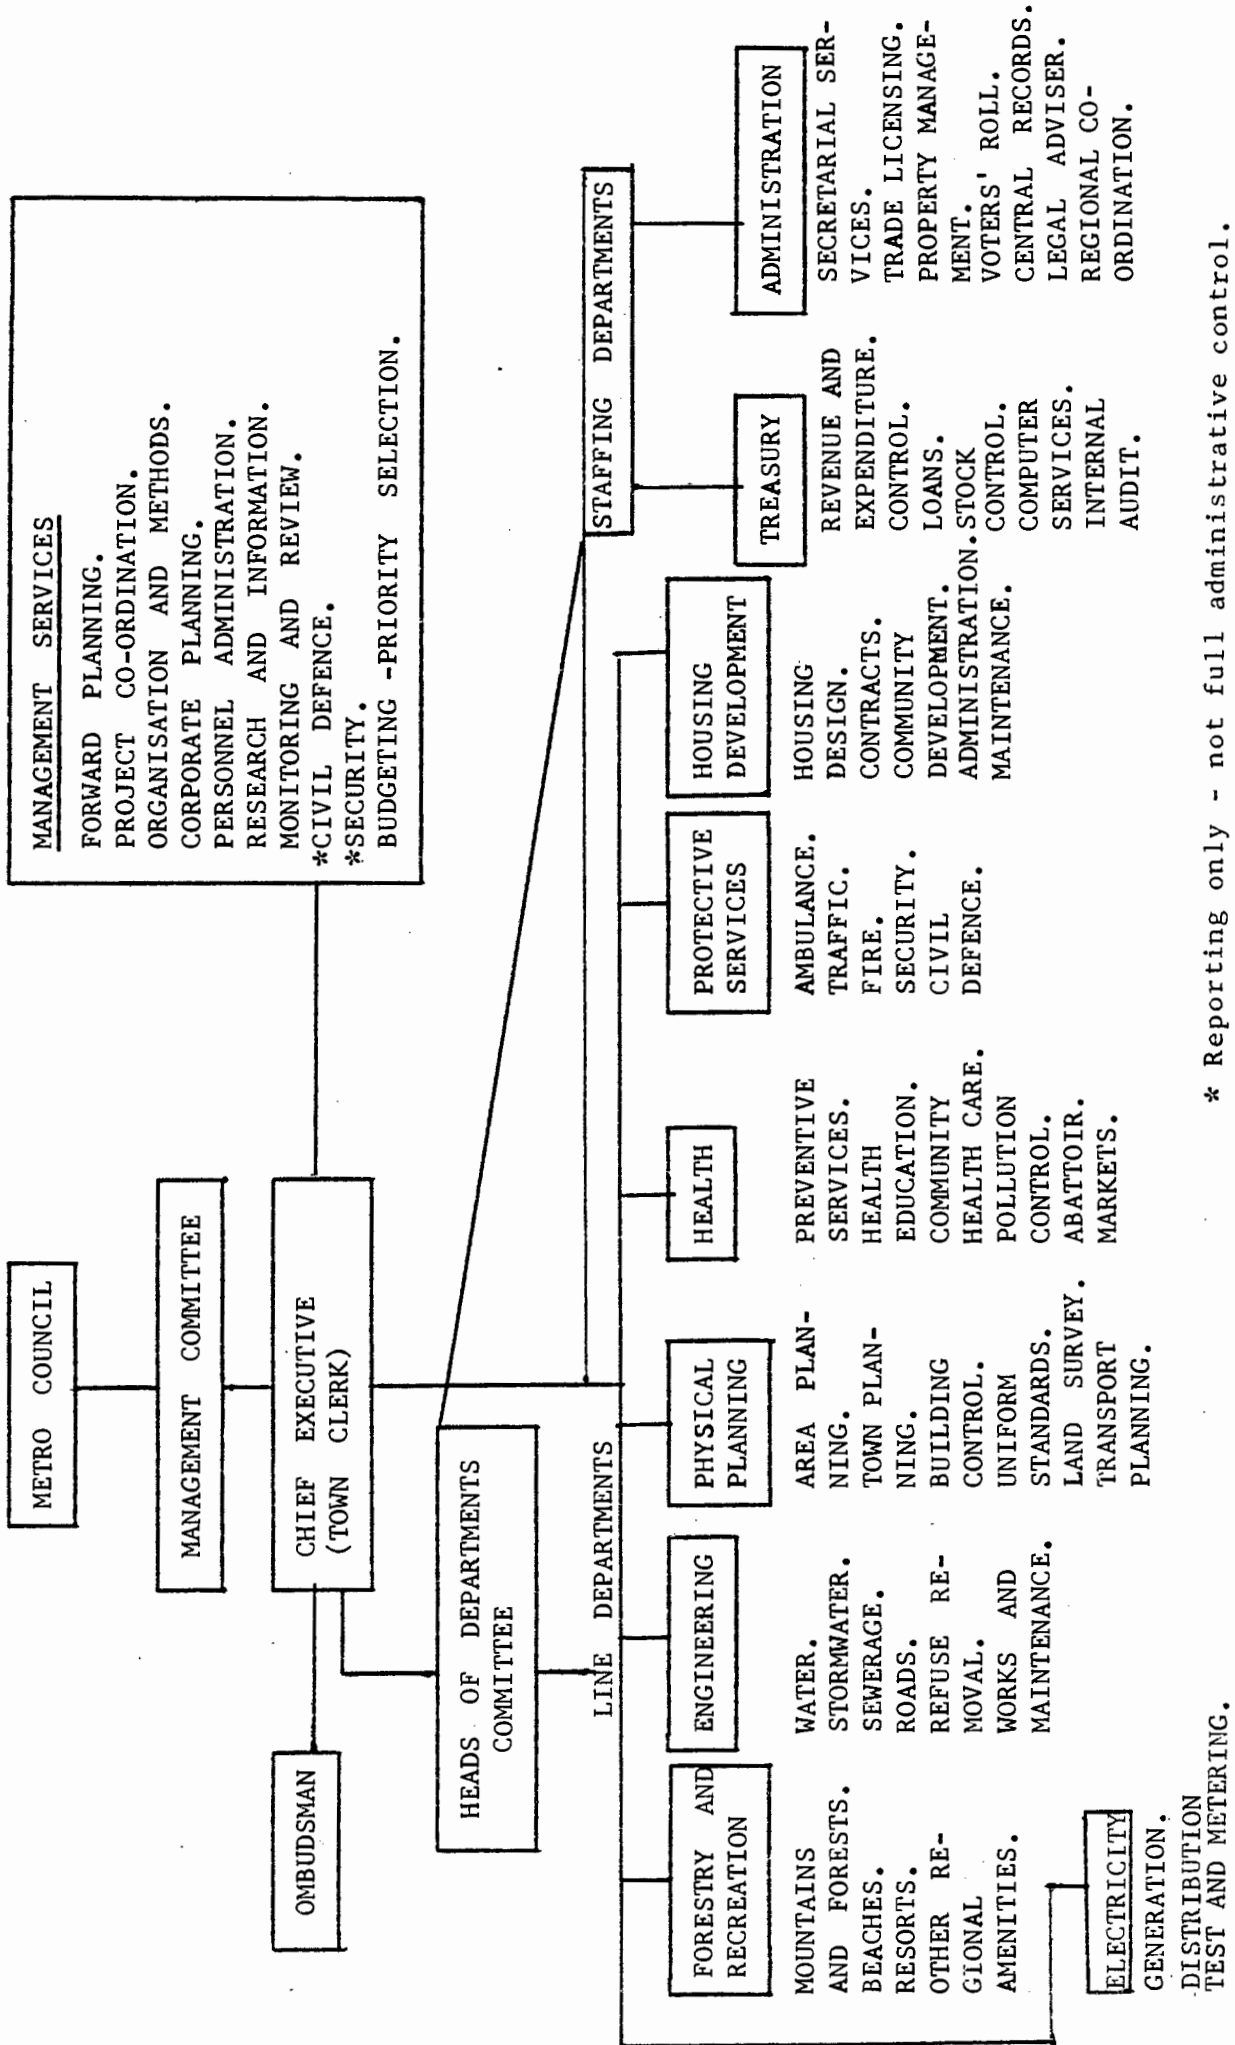 METRO COUNCIL
MANAGEMENT COMMITTEE
OMBUDSMAN
CHIEF EXECUTIVE
(TOWN CLERK)
MANAGEMENT SERVICES
FORWARD PLANNING.
PROJECT CO-ORDINATION.
ORGANISATION AND METHODS.
CORPORATE PLANNING.
PERSONNEL ADMINISTRATION.
RESEARCH AND INFORMATION.
MONITORING AND REVIEW.
*CIVIL DEFENCE.
*SECURITY.
BUDGETING -PRIORITY SELECTION.
HEADS OF DEPARTMENTS
COMMITTEE
LINE DEPARTMENTS
STAFFING DEPARTMENTS
FORESTRY AND
RECREATION
MOUNTAINS
AND FORESTS.
BEACHES.
RESORTS.
OTHER RE-
GIONAL
AMENITIES.
ELECTRICITY
GENERATION.
DISTRIBUTION
TEST AND METERING.
ENGINEERING
WATER.
STORMWATER.
SEWERAGE.
ROADS.
REFUSE RE-
MOVAL.
WORKS AND
MAINTENANCE.
PHYSICAL
PLANNING
AREA PLAN-
NING.
TOWN PLAN-
NING.
BUILDING
CONTROL.
UNIFORM
STANDARDS.
LAND SURVEY.
TRANSPORT
PLANNING.
HEALTH
PREVENTIVE
SERVICES.
HEALTH
EDUCATION.
COMMUNITY
HEALTH CARE.
POLLUTION
CONTROL.
ABATTOIR.
MARKETS.
PROTECTIVE
SERVICES
AMBULANCE.
TRAFFIC.
FIRE.
SECURITY.
CIVIL
DEFENCE.
HOUSING
DEVELOPMENT
HOUSING
DESIGN.
CONTRACTS.
COMMUNITY
DEVELOPMENT.
ADMINISTRATION.
MAINTENANCE.
TREASURY
REVENUE AND
EXPENDITURE.
CONTROL.
LOANS.
STOCK
CONTROL.
COMPUTER
SERVICES.
INTERNAL
AUDIT.
ADMINISTRATION
SECRETARIAL SER-
VICES.
TRADE LICENSING.
PROPERTY MANAGE-
MENT.
VOTERS' ROLL.
CENTRAL RECORDS.
LEGAL ADVISER.
REGIONAL CO-
ORDINATION.
* Reporting only - not full administrative control.